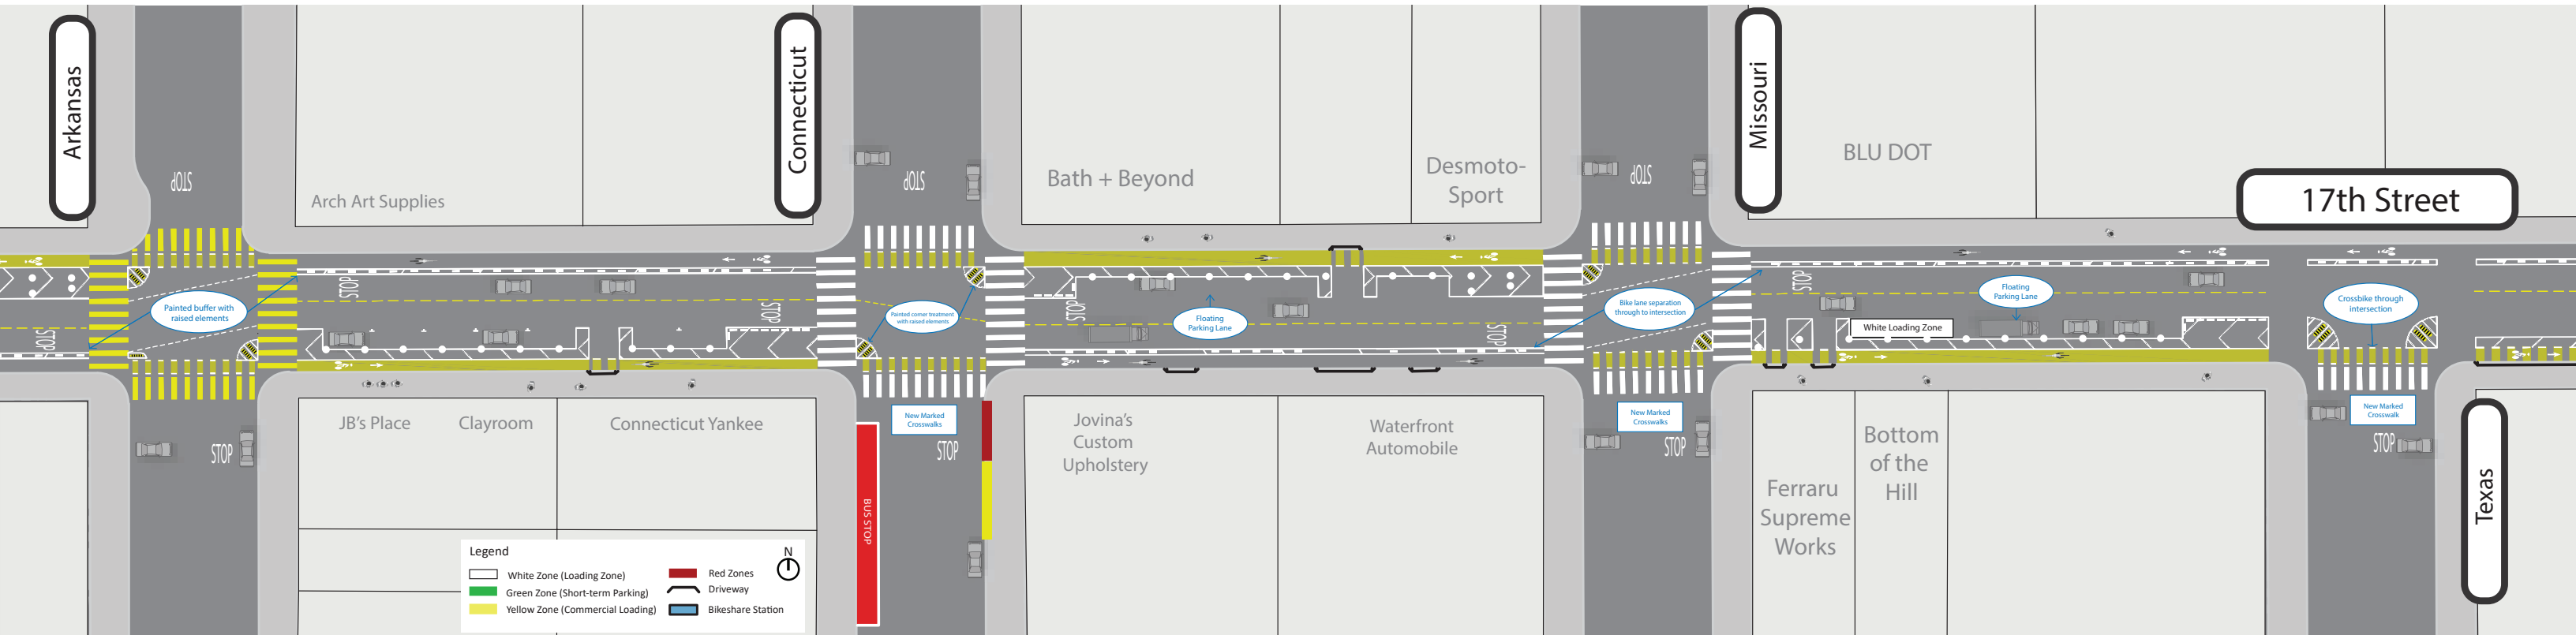 Arkansas
Connecticut
Missouri
17th Street
Texas
STOP
STOP
STOP
Arch Art Supplies
Bath + Beyond
Desmoto-
Sport
BLU DOT
STOP
STOP
STOP
STOP
STOP
STOP
Painted buffer with
raised elements
Painted corner treatment
with raised elements
Floating
Parking Lane
Bike lane separation
through to intersection
Floating
Parking Lane
White Loading Zone
Crossbike through
intersection
JB's Place
Clayroom
Connecticut Yankee
New Marked
Crosswalks
Jovina's
Custom
Upholstery
Waterfront
Automobile
New Marked
Crosswalks
Ferraru
Supreme
Works
Bottom
of the
Hill
New Marked
Crosswalk
STOP
STOP
STOP
STOP
BUS STOP
Legend
N
White Zone (Loading Zone)
Green Zone (Short-term Parking)
Yellow Zone (Commercial Loading)
Red Zones
Driveway
Bikeshare Station